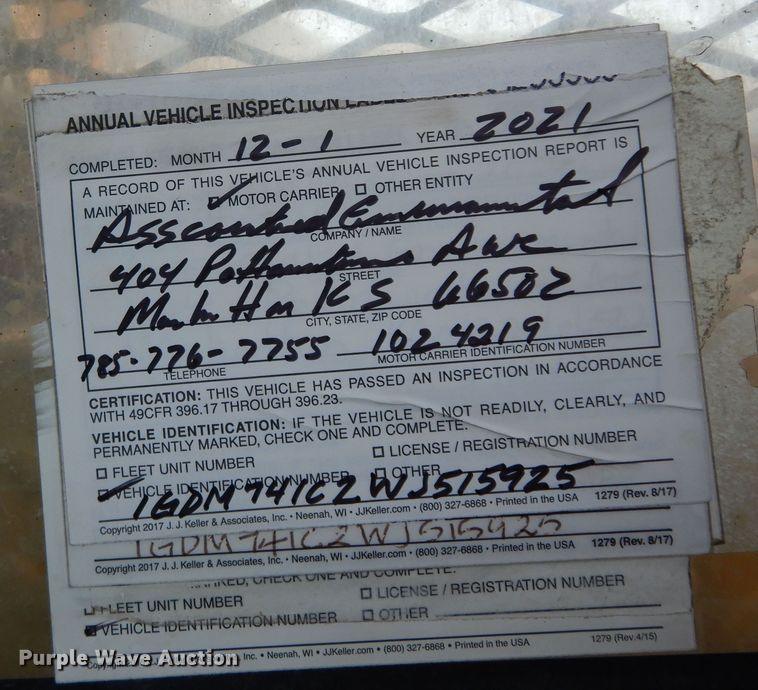 ANNUAL VEHICLE INSPECTION
COMPLETED: MONTH 12-1 YEAR 2021
A RECORD OF THIS VEHICLE'S ANNUAL VEHICLE INSPECTION REPORT IS
MAINTAINED AT: ☑ MOTOR CARRIER ☐ OTHER ENTITY
COMPANY / NAME
404 Ave
STREET
KS 66502
CITY, STATE, ZIP CODE
785-776-7755 1024219
TELEPHONE MOTOR CARRIER IDENTIFICATION NUMBER
CERTIFICATION: THIS VEHICLE HAS PASSED AN INSPECTION IN ACCORDANCE
WITH 49CFR 396.17 THROUGH 396.23.
VEHICLE IDENTIFICATION: IF THE VEHICLE IS NOT READILY, CLEARLY, AND
PERMANENTLY MARKED, CHECK ONE AND COMPLETE:
☐ FLEET UNIT NUMBER ☐ LICENSE / REGISTRATION NUMBER
☑ VEHICLE IDENTIFICATION NUMBER ☐ OTHER
1GDM741C2WJ515925
Copyright 2017 J. J. Keller & Associates, Inc. • Neenah, WI • JJKeller.com • (800) 327-6868 • Printed in the USA 1279 (Rev. 8/17)
1GDM741C2WJ515925
Copyright 2017 J. J. Keller & Associates, Inc. • Neenah, WI • JJKeller.com • (800) 327-6868 • Printed in the USA 1279 (Rev. 8/17)
MARKED, CHECK ONE AND COMPLETE:
☐ FLEET UNIT NUMBER ☐ LICENSE / REGISTRATION NUMBER
☑ VEHICLE IDENTIFICATION NUMBER ☐ OTHER
Inc. • Neenah, WI • JJKeller.com • (800) 327-6868 • Printed in the USA 1279 (Rev. 4/15)
Purple Wave Auction